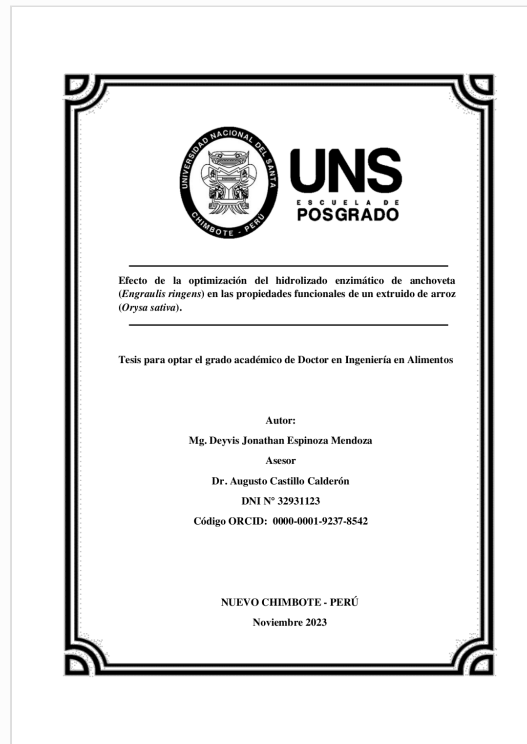 UNIVERSIDAD NACIONAL DEL SANTA
CHIMBOTE - PERÚ
UNS
ESCUELA DE
POSGRADO
Efecto de la optimización del hidrolizado enzimático de anchoveta
(Engraulis ringens) en las propiedades funcionales de un extruido de arroz
(Orysa sativa).
Tesis para optar el grado académico de Doctor en Ingeniería en Alimentos
Autor:
Mg. Deyvis Jonathan Espinoza Mendoza
Asesor
Dr. Augusto Castillo Calderón
DNI N° 32931123
Código ORCID: 0000-0001-9237-8542
NUEVO CHIMBOTE - PERÚ
Noviembre 2023